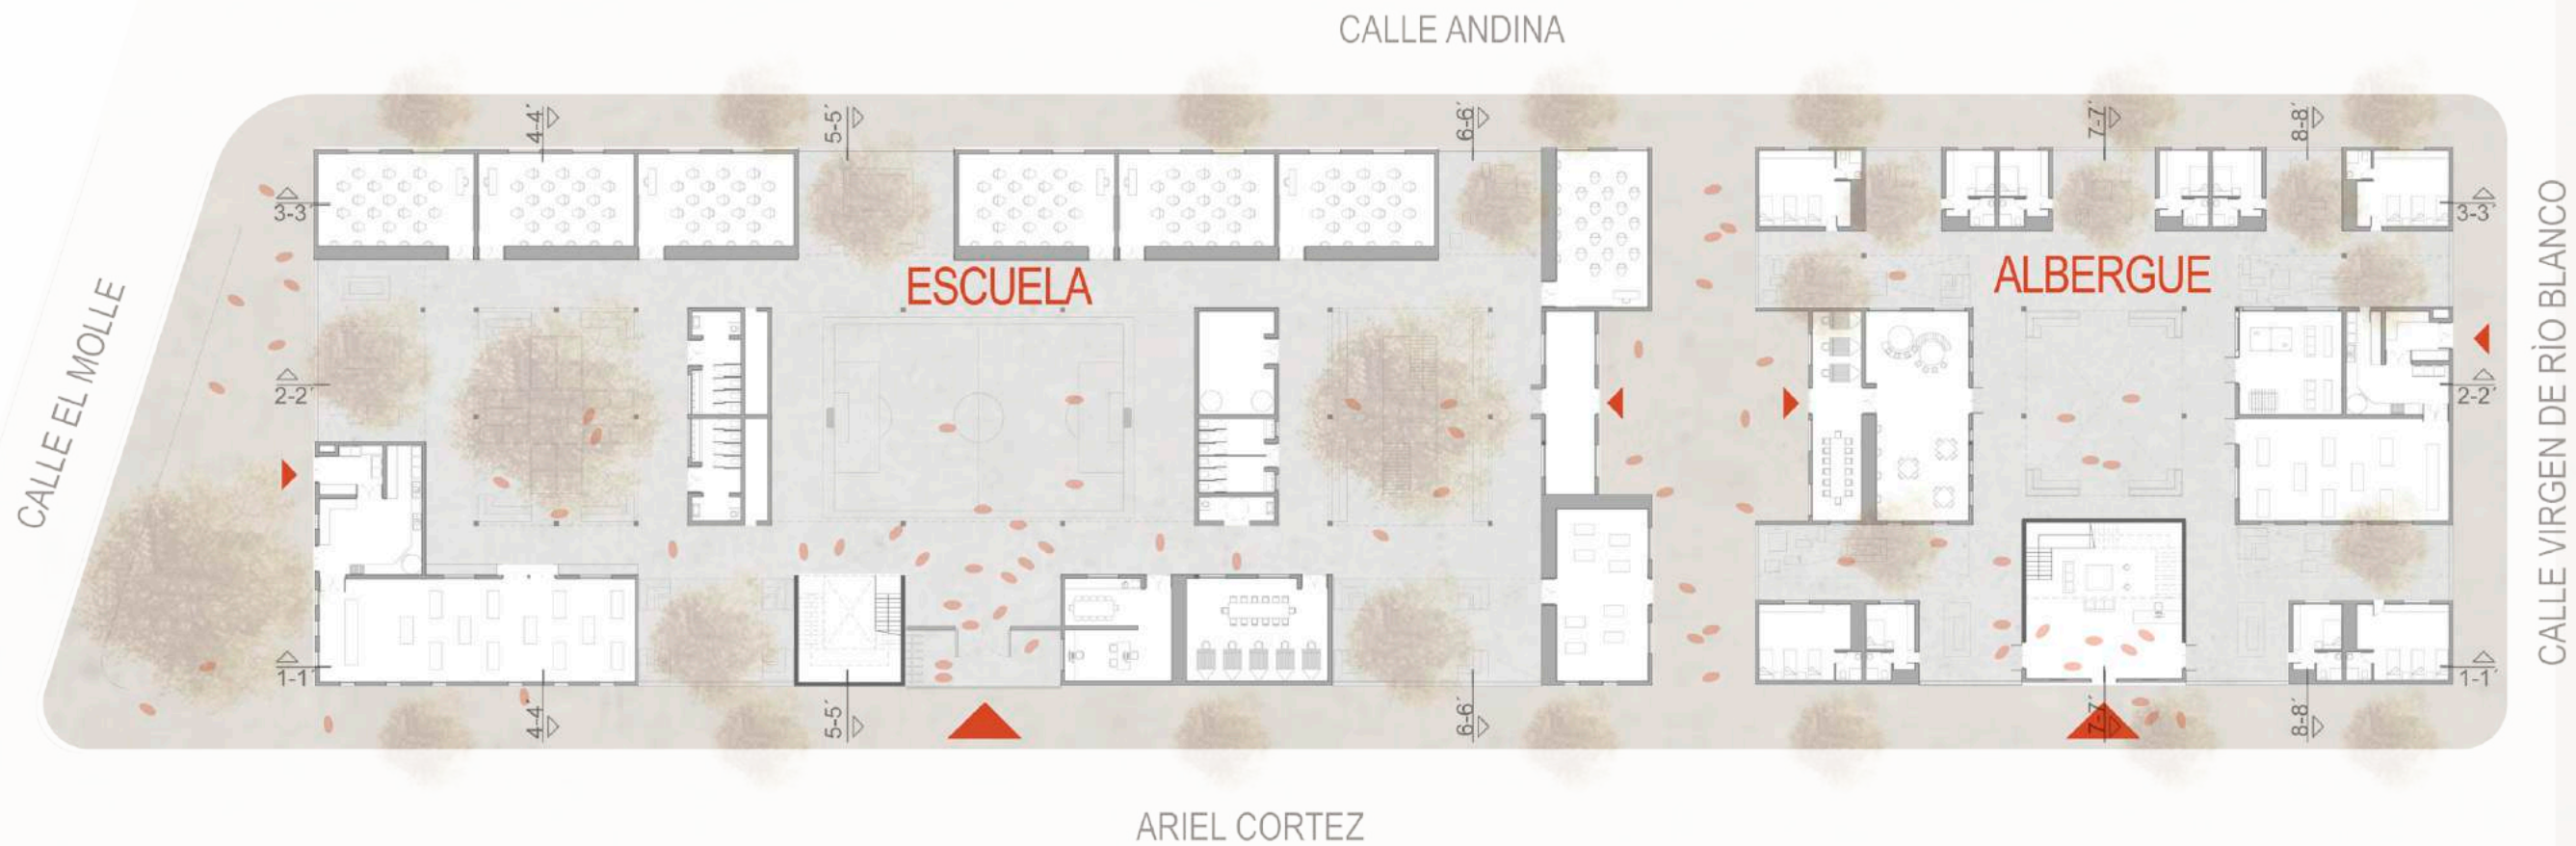 CALLE ANDINA
4-4´
5-5´
6-6´
7-7´
8-8´
3-3´
3-3´
ESCUELA
ALBERGUE
CALLE EL MOLLE
CALLE VIRGEN DE RÌO BLANCO
2-2´
2-2´
1-1´
1-1´
4-4´
5-5´
6-6´
7-7´
8-8´
ARIEL CORTEZ